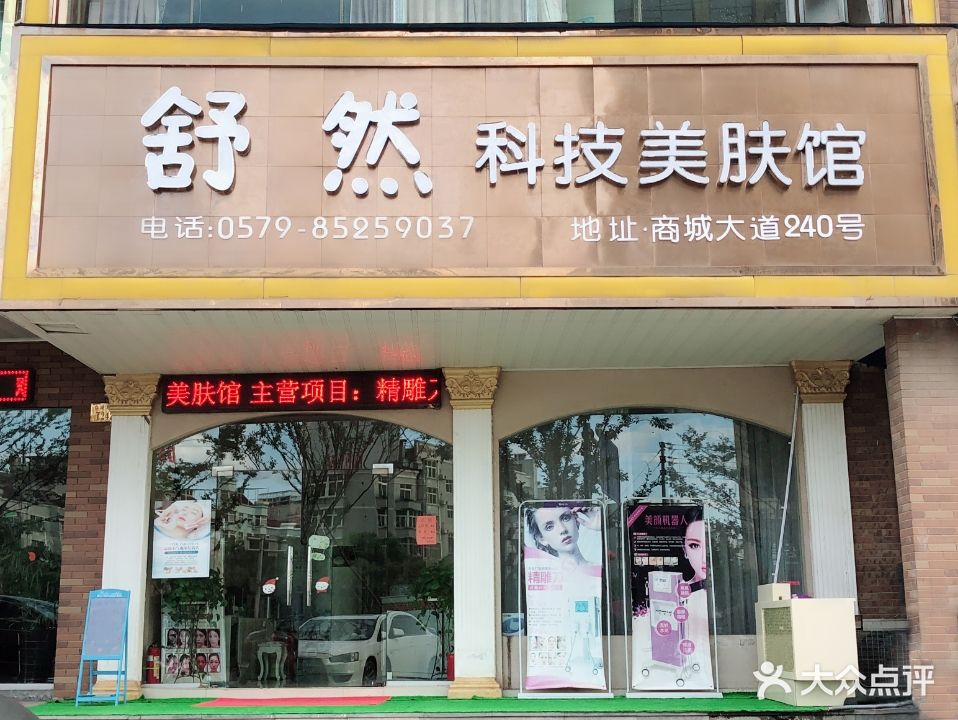 舒然 科技美肤馆
电话:0579-85259037 地址·商城大道240号
美肤馆 主营项目：精雕
精雕刀
美颜机器人
大众点评